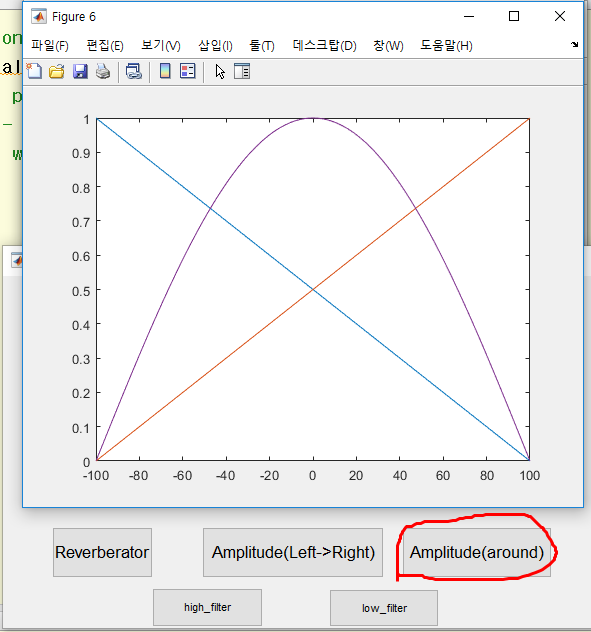 Figure 6
on
파일(F) 편집(E) 보기(V) 삽입(I) 툴(T) 데스크탑(D) 창(W) 도움말(H)
al
p
-
w
1
0.9
0.8
0.7
0.6
0.5
0.4
0.3
0.2
0.1
0
-100 -80 -60 -40 -20 0 20 40 60 80 100
Reverberator Amplitude(Left->Right) Amplitude(around)
high_filter low_filter